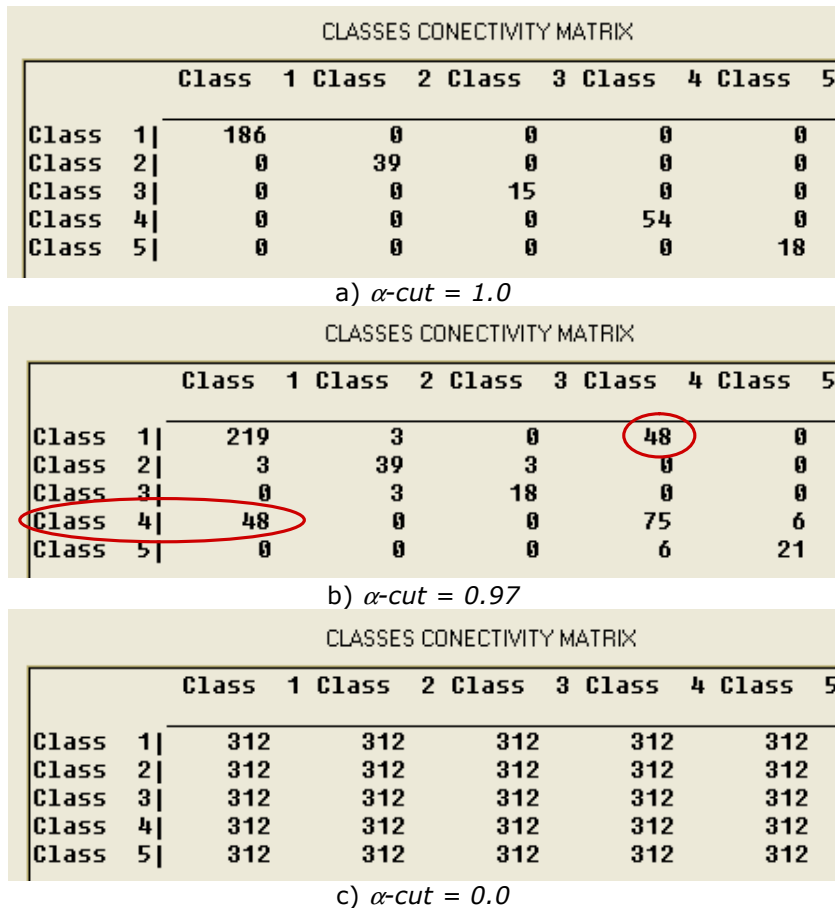 CLASSES CONECTIVITY MATRIX
Class 1 Class 2 Class 3 Class 4 Class 5
Class 1| 186 0 0 0 0
Class 2| 0 39 0 0 0
Class 3| 0 0 15 0 0
Class 4| 0 0 0 54 0
Class 5| 0 0 0 0 18
a) α-cut = 1.0
CLASSES CONECTIVITY MATRIX
Class 1 Class 2 Class 3 Class 4 Class 5
Class 1| 219 3 0 48 0
Class 2| 3 39 3 0 0
Class 3| 0 3 18 0 0
Class 4| 48 0 0 75 6
Class 5| 0 0 0 6 21
b) α-cut = 0.97
CLASSES CONECTIVITY MATRIX
Class 1 Class 2 Class 3 Class 4 Class 5
Class 1| 312 312 312 312 312
Class 2| 312 312 312 312 312
Class 3| 312 312 312 312 312
Class 4| 312 312 312 312 312
Class 5| 312 312 312 312 312
c) α-cut = 0.0